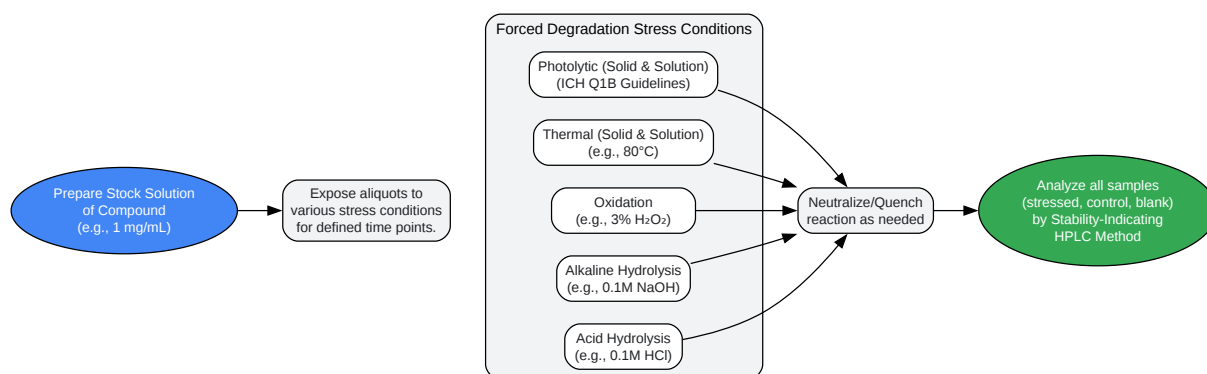 Prepare Stock Solution
of Compound
(e.g., 1 mg/mL)
Expose aliquots to
various stress conditions
for defined time points.
Forced Degradation Stress Conditions
Photolytic (Solid & Solution)
(ICH Q1B Guidelines)
Thermal (Solid & Solution)
(e.g., 80°C)
Oxidation
(e.g., 3% H₂O₂)
Alkaline Hydrolysis
(e.g., 0.1M NaOH)
Acid Hydrolysis
(e.g., 0.1M HCl)
Neutralize/Quench
reaction as needed
Analyze all samples
(stressed, control, blank)
by Stability-Indicating
HPLC Method